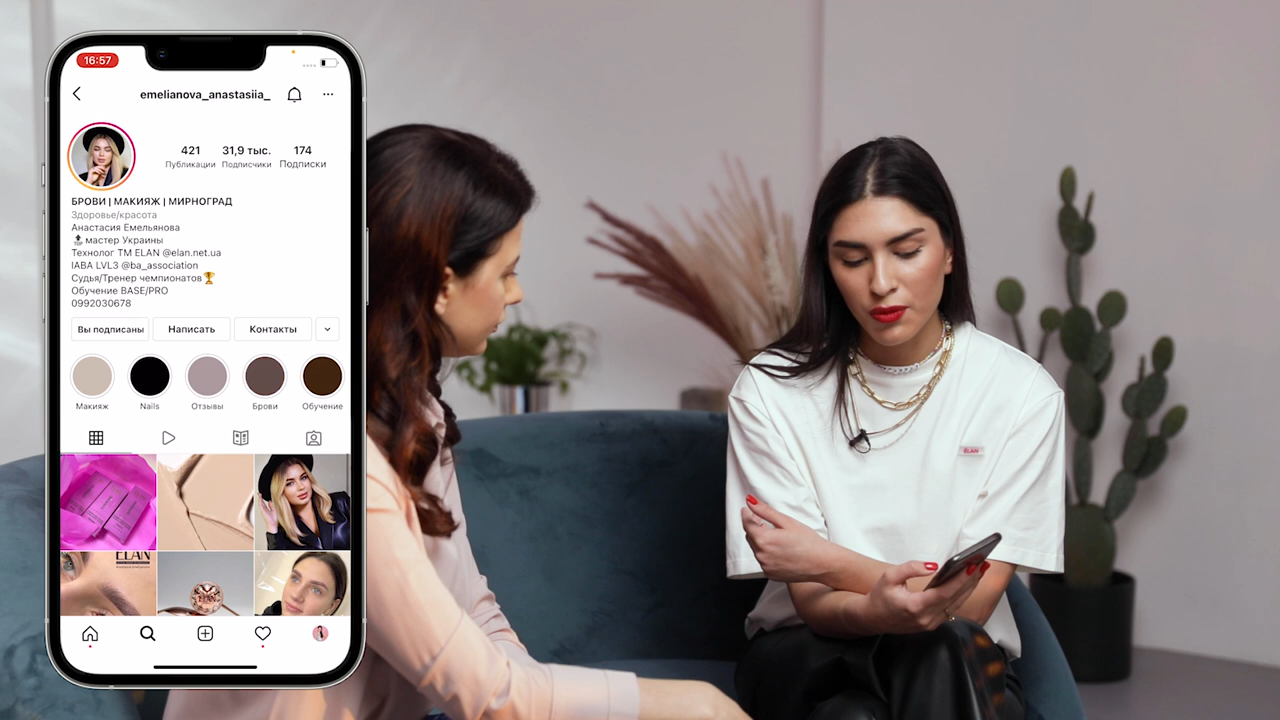 16:57
emelianova_anastasiia_
421
31,9 тыс.
174
Публикации
Подписчики
Подписки
БРОВИ | МАКИЯЖ | МИРНОГРАД
Здоровье/красота
Анастасия Емельянова
🔝 мастер Украины
Технолог ТМ ELAN @elan.net.ua
IABA LVL3 @ba_association
Судья/Тренер чемпионатов🏆
Обучение BASE/PRO
0992030678
Вы подписаны
Написать
Контакты
Макияж
Nails
Отзывы
Брови
Обучение
ELAN
ELAN
ELAN